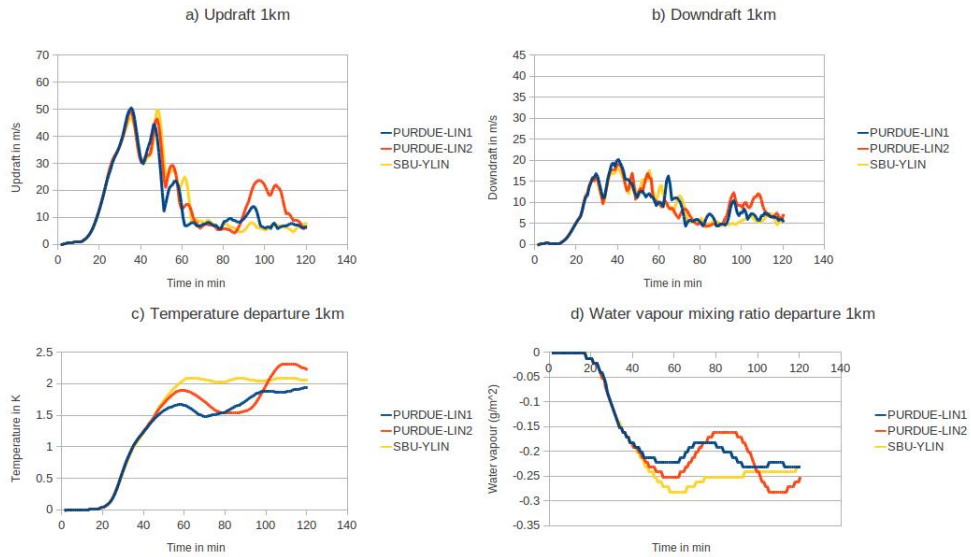 a) Updraft 1km
b) Downdraft 1km
70
60
50
40
30
20
10
0
Updraft in m/s
0 20 40 60 80 100 120 140
Time in min
PURDUE-LIN1
PURDUE-LIN2
SBU-YLIN
45
40
35
30
25
20
15
10
5
0
Downdraft in m/s
0 20 40 60 80 100 120 140
Time in min
PURDUE-LIN1
PURDUE-LIN2
SBU-YLIN
c) Temperature departure 1km
d) Water vapour mixing ratio departure 1km
2.5
2
1.5
1
0.5
0
Temperature in K
0 20 40 60 80 100 120 140
Time in min
PURDUE-LIN1
PURDUE-LIN2
SBU-YLIN
0
-0.05
-0.1
-0.15
-0.2
-0.25
-0.3
-0.35
Water vapour (g/m^2)
0 20 40 60 80 100 120 140
Time in min
PURDUE-LIN1
PURDUE-LIN2
SBU-YLIN